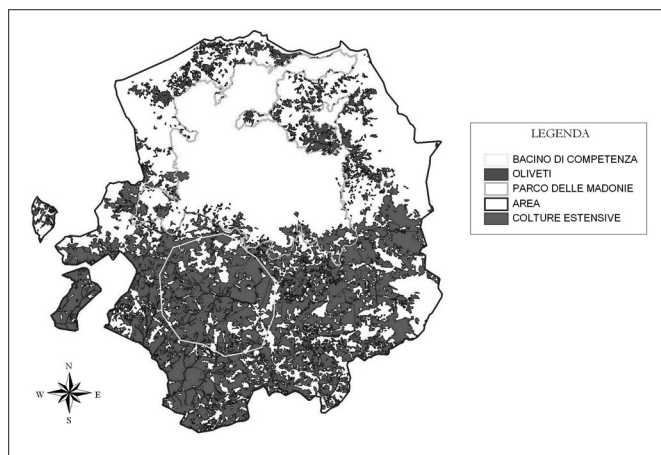 LEGENDA
BACINO DI COMPETENZA
OLIVETI
PARCO DELLE MADONIE
AREA
COLTURE ESTENSIVE
N
W E
S